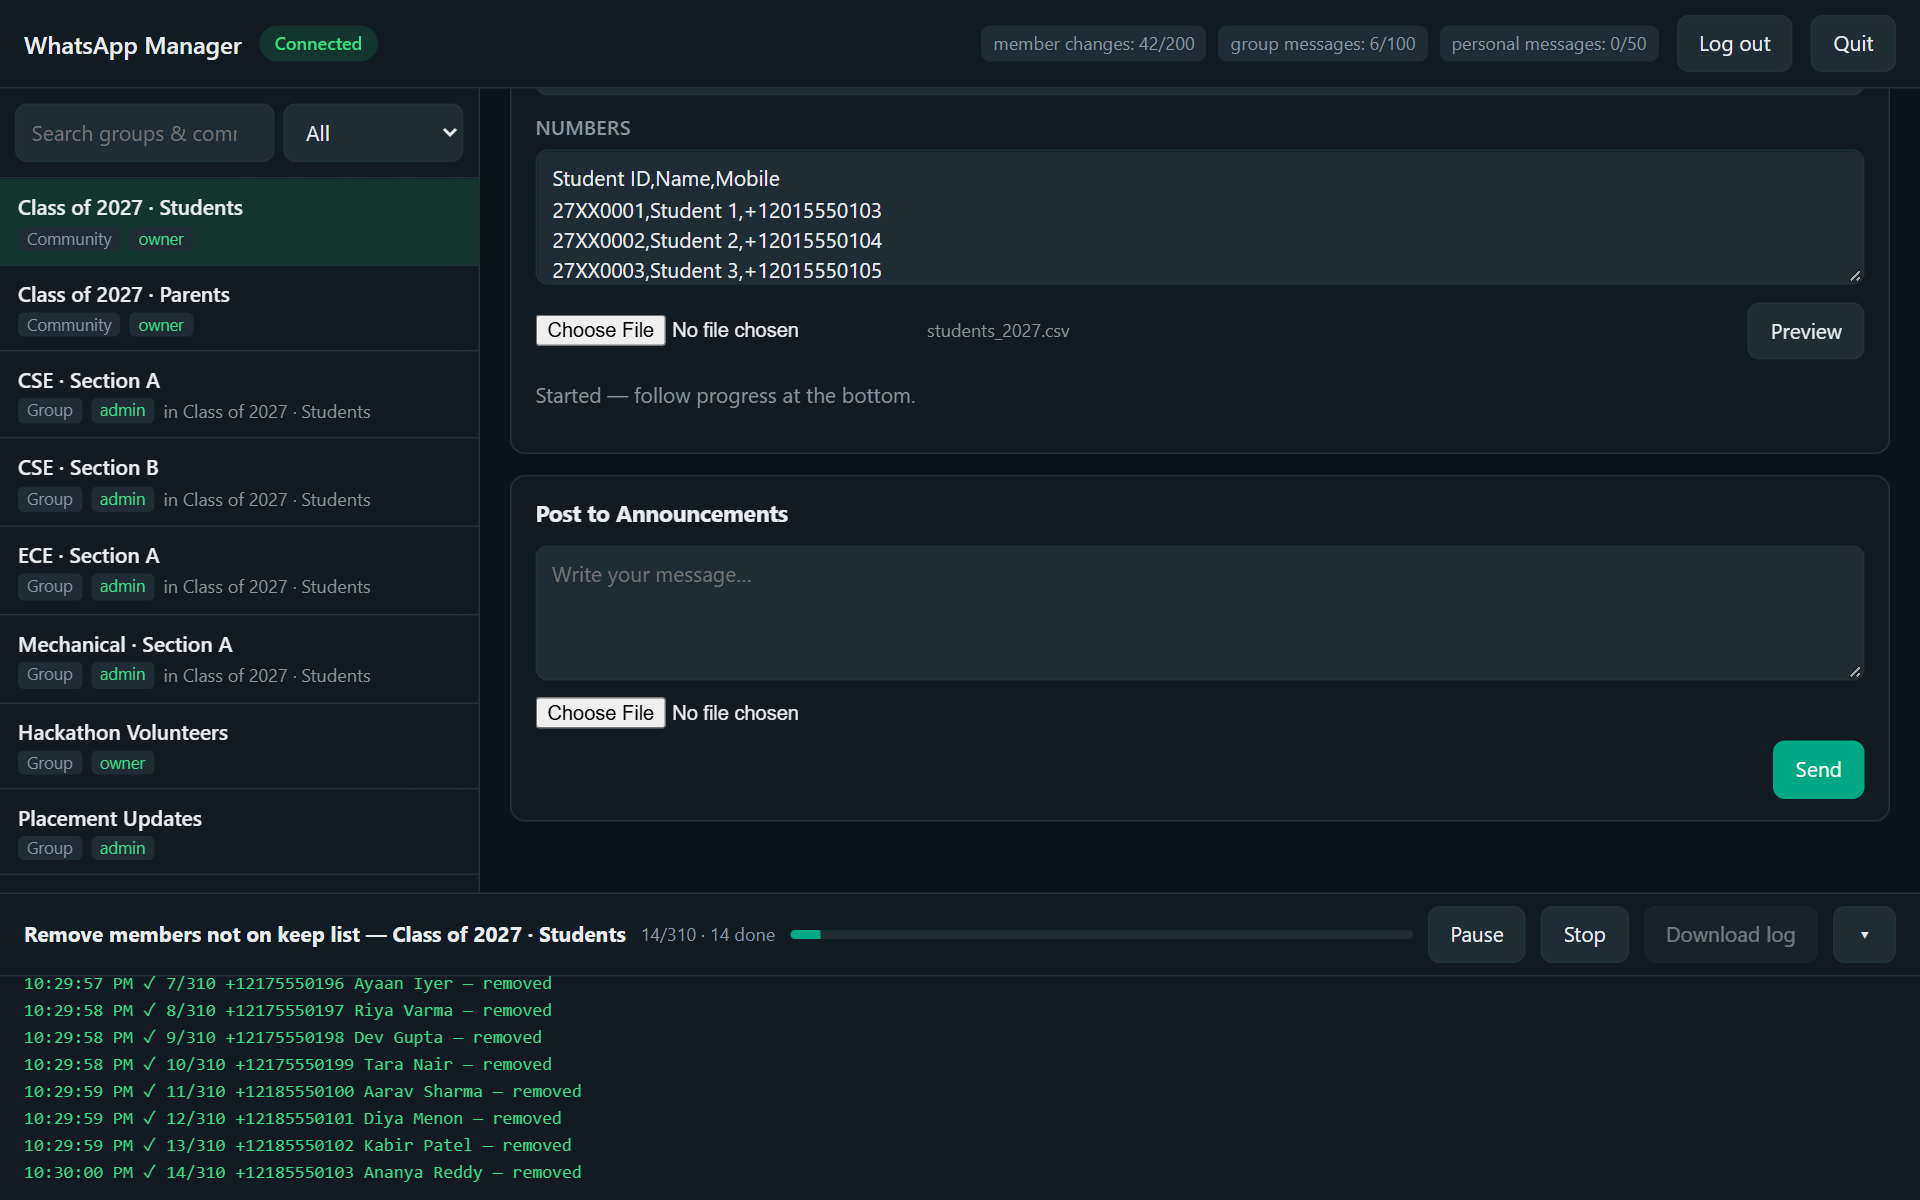 WhatsApp Manager
Connected
member changes: 42/200
group messages: 6/100
personal messages: 0/50
Log out
Quit
Search groups & comr
All
Class of 2027 · Students
Community owner
Class of 2027 · Parents
Community owner
CSE · Section A
Group admin in Class of 2027 · Students
CSE · Section B
Group admin in Class of 2027 · Students
ECE · Section A
Group admin in Class of 2027 · Students
Mechanical · Section A
Group admin in Class of 2027 · Students
Hackathon Volunteers
Group owner
Placement Updates
Group admin
NUMBERS
Student ID,Name,Mobile
27XX0001,Student 1,+12015550103
27XX0002,Student 2,+12015550104
27XX0003,Student 3,+12015550105
Choose File No file chosen students_2027.csv
Preview
Started — follow progress at the bottom.
Post to Announcements
Write your message...
Choose File No file chosen
Send
Remove members not on keep list — Class of 2027 · Students 14/310 · 14 done
Pause
Stop
Download log
▾
10:29:57 PM ✓ 7/310 +12175550196 Ayaan Iyer — removed
10:29:58 PM ✓ 8/310 +12175550197 Riya Varma — removed
10:29:58 PM ✓ 9/310 +12175550198 Dev Gupta — removed
10:29:58 PM ✓ 10/310 +12175550199 Tara Nair — removed
10:29:59 PM ✓ 11/310 +12185550100 Aarav Sharma — removed
10:29:59 PM ✓ 12/310 +12185550101 Diya Menon — removed
10:29:59 PM ✓ 13/310 +12185550102 Kabir Patel — removed
10:30:00 PM ✓ 14/310 +12185550103 Ananya Reddy — removed